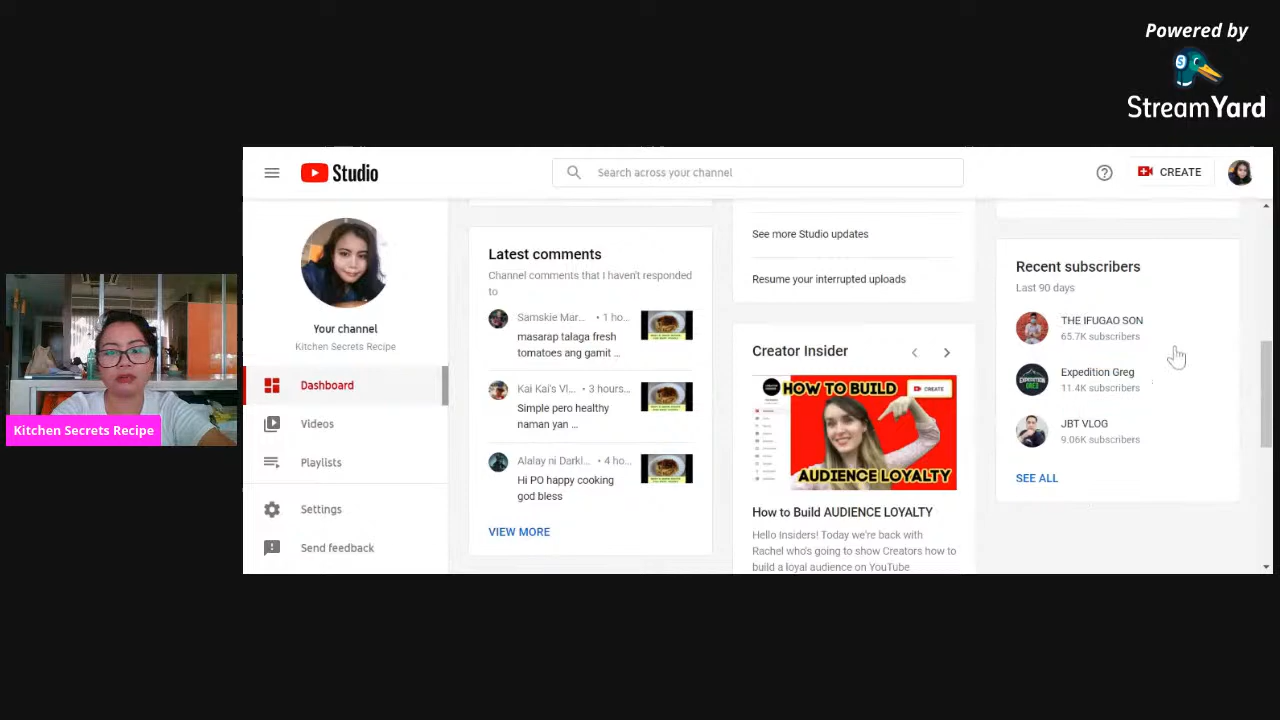 Powered by
StreamYard
Studio
Search across your channel
CREATE
Your channel
Kitchen Secrets Recipe
Dashboard
Videos
Playlists
Settings
Send feedback
Latest comments
Channel comments that I haven't responded
to
Samskie Mar... • 1 ho...
masarap talaga fresh
tomatoes ang gamit ...
Kai Kai's Vl... • 3 hours...
Simple pero healthy
naman yan ...
Alalay ni Darkl... • 4 ho...
Hi PO happy cooking
god bless
VIEW MORE
See more Studio updates
Resume your interrupted uploads
Creator Insider
HOW TO BUILD
CREATE
AUDIENCE LOYALTY
How to Build AUDIENCE LOYALTY
Hello Insiders! Today we're back with
Rachel who's going to show Creators how to
build a loyal audience on YouTube
Recent subscribers
Last 90 days
THE IFUGAO SON
65.7K subscribers
Expedition Greg
11.4K subscribers
JBT VLOG
9.06K subscribers
SEE ALL
Kitchen Secrets Recipe